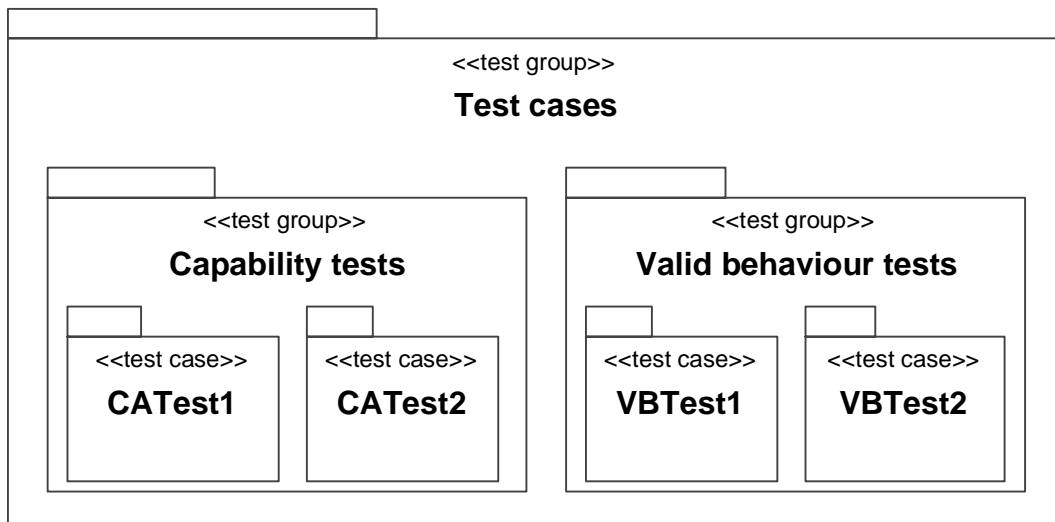 <<test group>>
Test cases
<<test group>>
Capability tests
<<test case>>
CATest1
<<test case>>
CATest2
<<test group>>
Valid behaviour tests
<<test case>>
VBTest1
<<test case>>
VBTest2